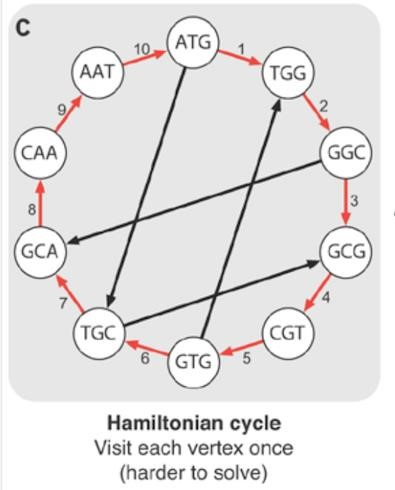 C
ATG
1
TGG
2
GGC
3
GCG
4
CGT
5
GTG
6
TGC
7
GCA
8
CAA
9
AAT
10
Hamiltonian cycle
Visit each vertex once
(harder to solve)